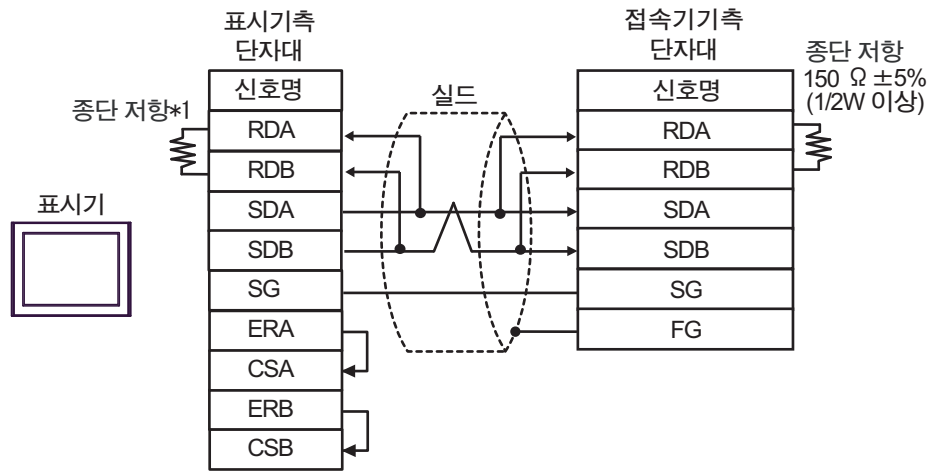 표시기측
단자대
접속기기측
단자대
종단 저항
150 Ω ±5%
(1/2W 이상)
종단 저항*1
실드
표시기
신호명
RDA
RDB
SDA
SDB
SG
ERA
CSA
ERB
CSB
신호명
RDA
RDB
SDA
SDB
SG
FG